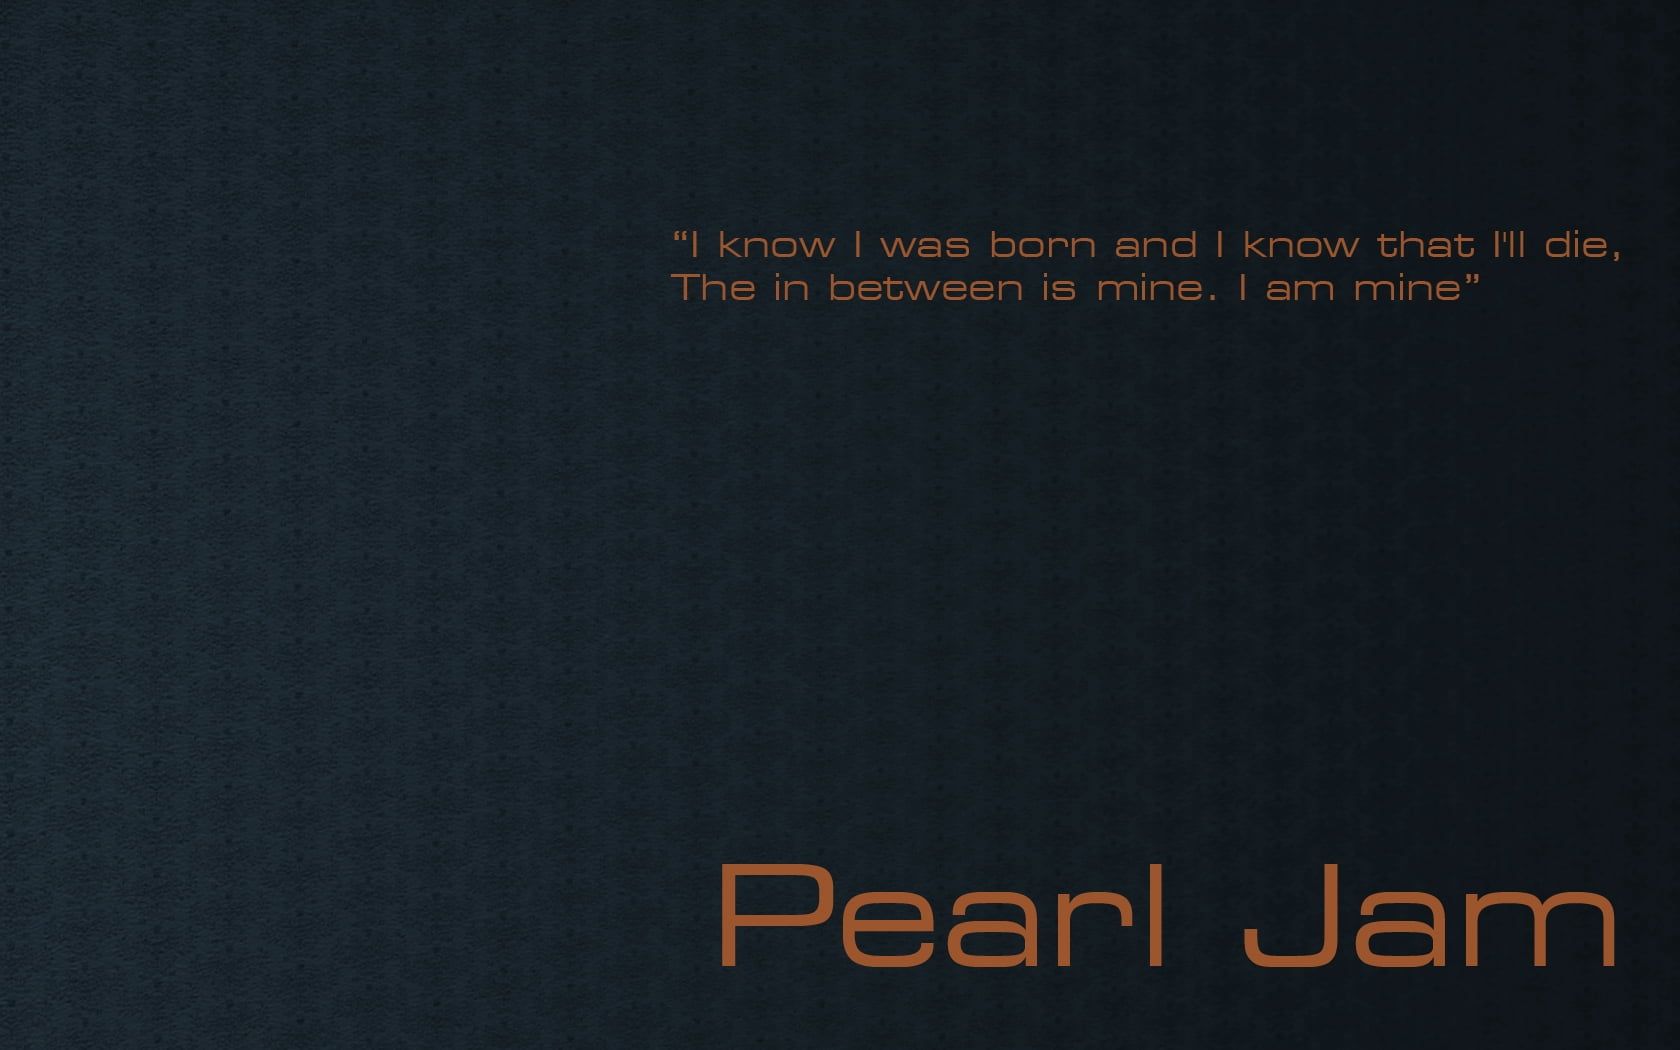 “I know I was born and I know that I'll die,
The in between is mine. I am mine”
Pearl Jam